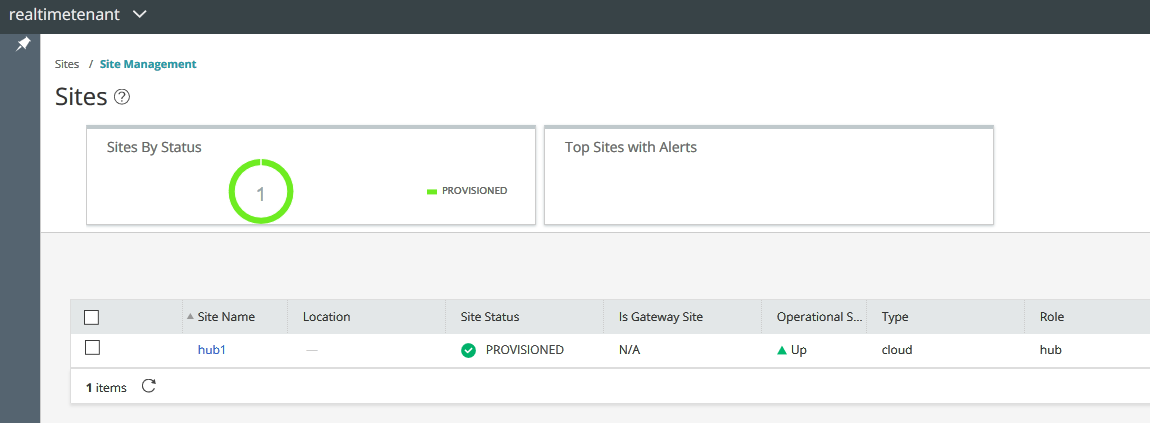 realtimetenant
Sites / Site Management
Sites ?
Sites By Status
1
PROVISIONED
Top Sites with Alerts
Site Name Location Site Status Is Gateway Site Operational S... Type Role
hub1 — PROVISIONED N/A Up cloud hub
1 items